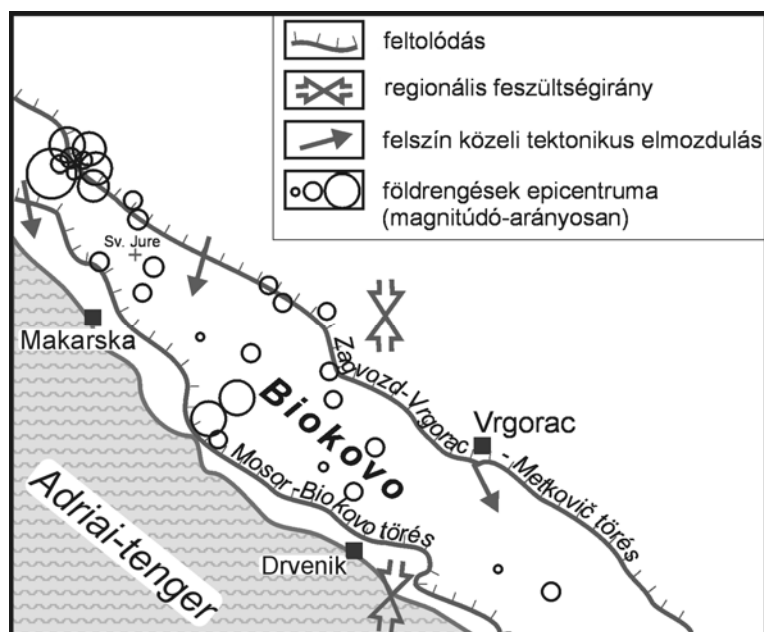 feltolódás
regionális feszültségirány
felszín közeli tektonikus elmozdulás
földrengések epicentruma
(magnitúdó-arányosan)
Sv. Jure
Makarska
Zagvozd-Vrgorac - Metkovič törés
Vrgorac
Biokovo
Mosor-Biokovo törés
Adriai-tenger
Drvenik